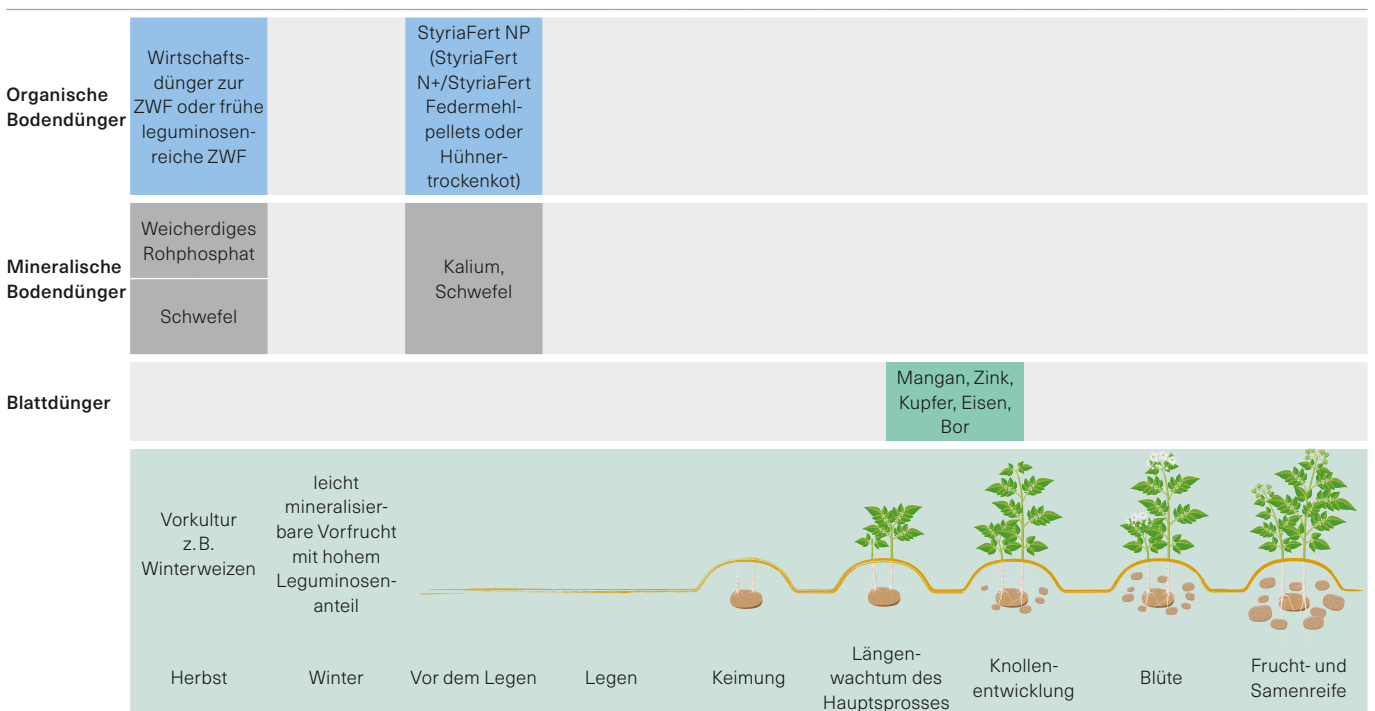 Organische
Bodendünger
Wirtschafts-
dünger zur
ZWF oder frühe
leguminosen-
reiche ZWF
StyriaFert NP
(StyriaFert
N+/StyriaFert
Federmehl-
pellets oder
Hühner-
trockenkot)
Mineralische
Bodendünger
Weicherdiges
Rohphosphat
Schwefel
Kalium,
Schwefel
Blattdünger
Mangan, Zink,
Kupfer, Eisen,
Bor
Vorkultur
z. B.
Winterweizen
leicht
mineralisier-
bare Vorfrucht
mit hohem
Leguminosen-
anteil
Herbst
Winter
Vor dem Legen
Legen
Keimung
Längen-
wachtum des
Hauptsprosses
Knollen-
entwicklung
Blüte
Frucht- und
Samenreife